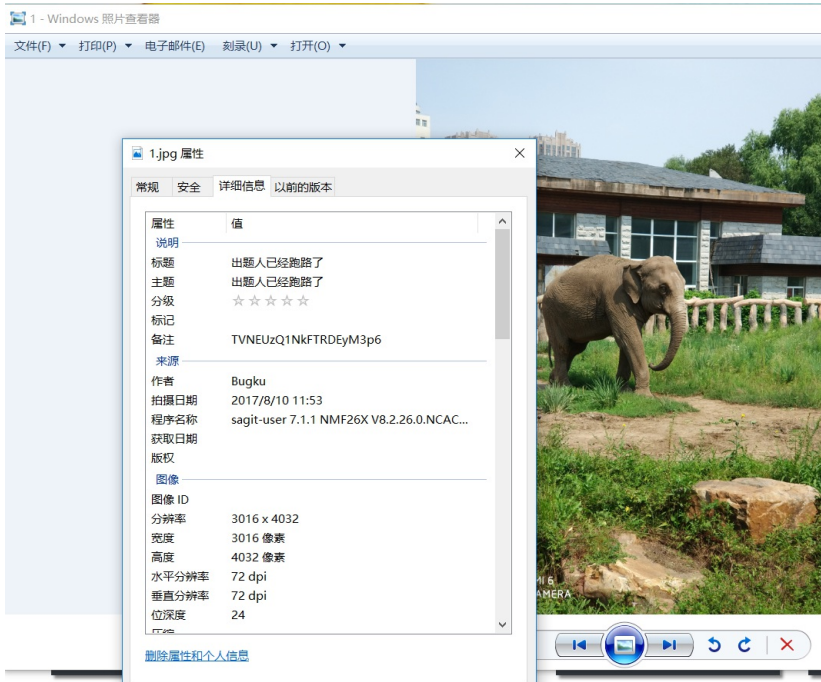 1 - Windows 照片查看器
文件(F) 打印(P) 电子邮件(E) 刻录(U) 打开(O)
1.jpg 属性
常规 安全 详细信息 以前的版本
属性 值
说明
标题 出题人已经跑路了
主题 出题人已经跑路了
分级
标记
备注 TVNEUzQ1NkFTRDEyM3p6
来源
作者 Bugku
拍摄日期 2017/8/10 11:53
程序名称 sagit-user 7.1.1 NMF26X V8.2.26.0.NCAC...
获取日期
版权
图像
图像 ID
分辨率 3016 x 4032
宽度 3016 像素
高度 4032 像素
水平分辨率 72 dpi
垂直分辨率 72 dpi
位深度 24
压缩
删除属性和个人信息
MI 6
AMERA